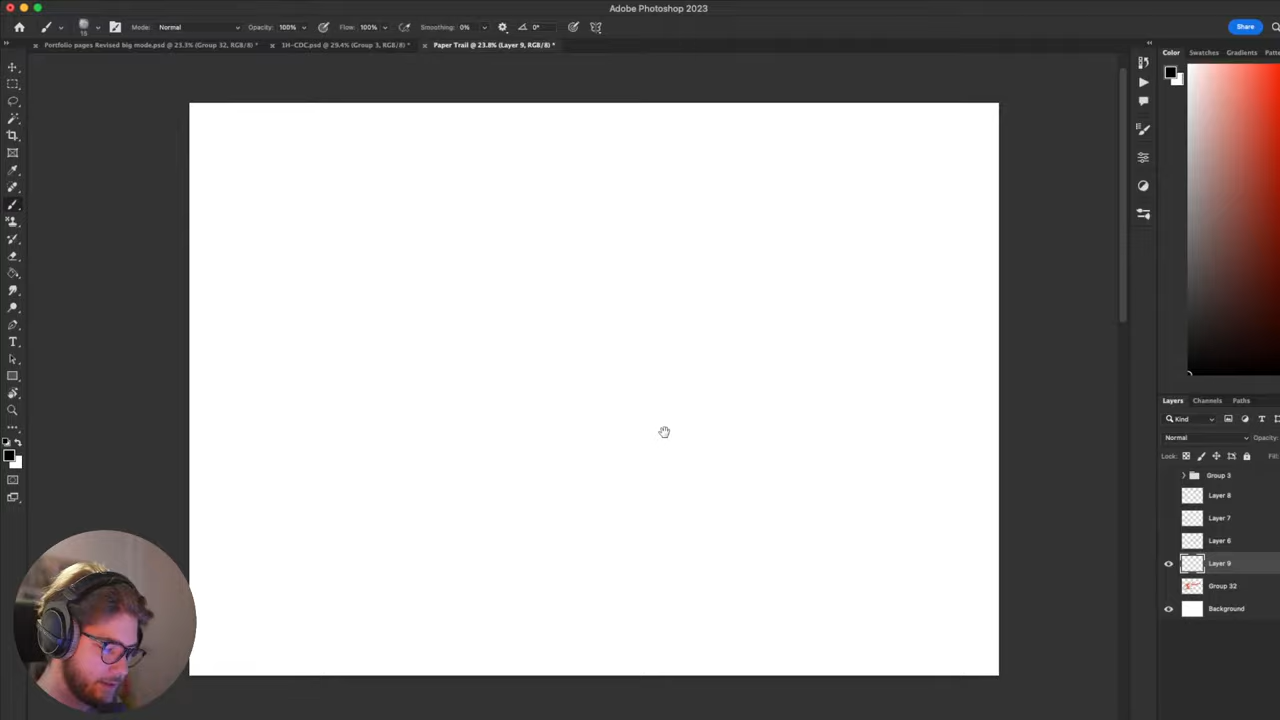 Adobe Photoshop 2023
Mode: Normal Opacity: 100% Flow: 100% Smoothing: 0% 0° Share
Portfolio pages Revised big mode.psd @ 23.3% (Group 32, RGB/8) * 1H-CDC.psd @ 29.4% (Group 3, RGB/8) * Paper Trail @ 23.8% (Layer 9, RGB/8) *
Color Swatches Gradients Patte
Layers Channels Paths
Kind
Normal Opacity:
Lock: Fill:
Group 3
Layer 8
Layer 7
Layer 6
Layer 9
Group 32
Background